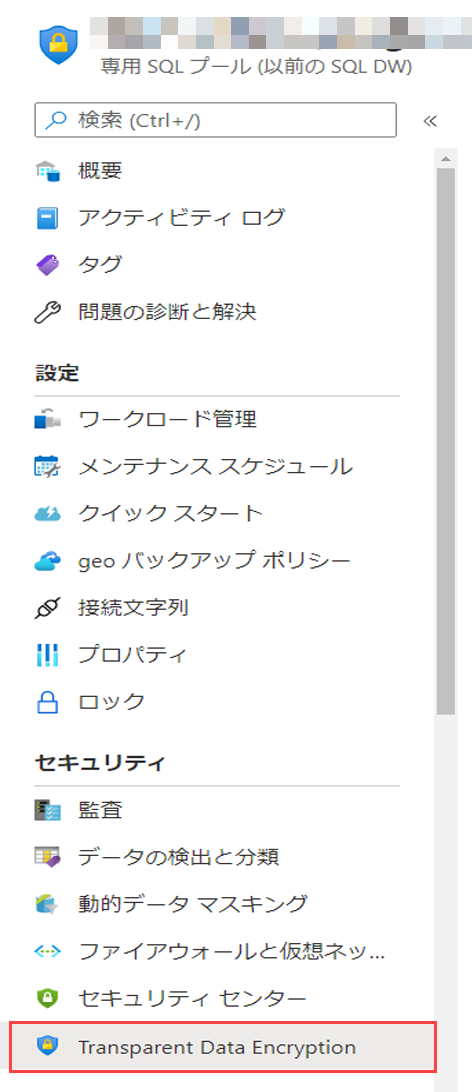 専用 SQL プール (以前の SQL DW)
検索 (Ctrl+/)
概要
アクティビティ ログ
タグ
問題の診断と解決
設定
ワークロード管理
メンテナンス スケジュール
クイック スタート
geo バックアップ ポリシー
接続文字列
プロパティ
ロック
セキュリティ
監査
データの検出と分類
動的データ マスキング
ファイアウォールと仮想ネッ...
セキュリティ センター
Transparent Data Encryption